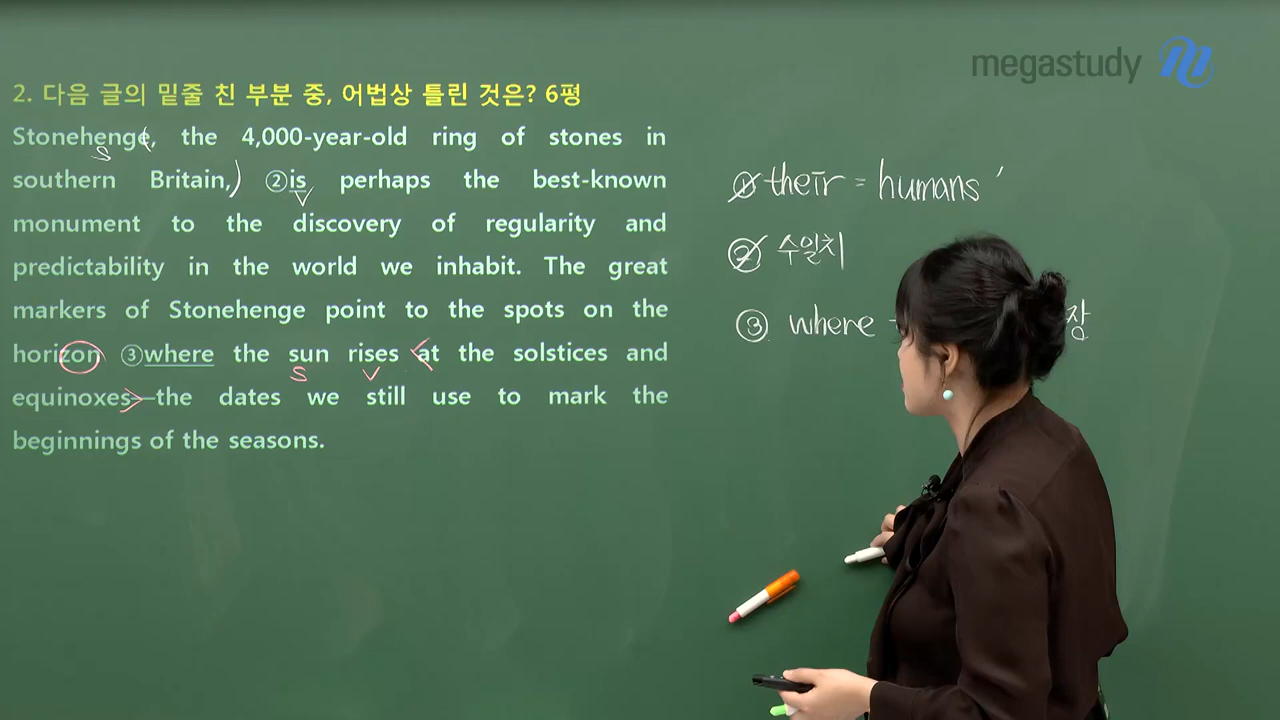 megastudy
2. 다음 글의 밑줄 친 부분 중, 어법상 틀린 것은? 6평
Stonehenge, the 4,000-year-old ring of stones in
southern Britain, ②is perhaps the best-known
monument to the discovery of regularity and
predictability in the world we inhabit. The great
markers of Stonehenge point to the spots on the
horizon ③where the sun rises at the solstices and
equinoxes—the dates we still use to mark the
beginnings of the seasons.
S
V
S
V
① their = humans'
② 수일치
③ where
장